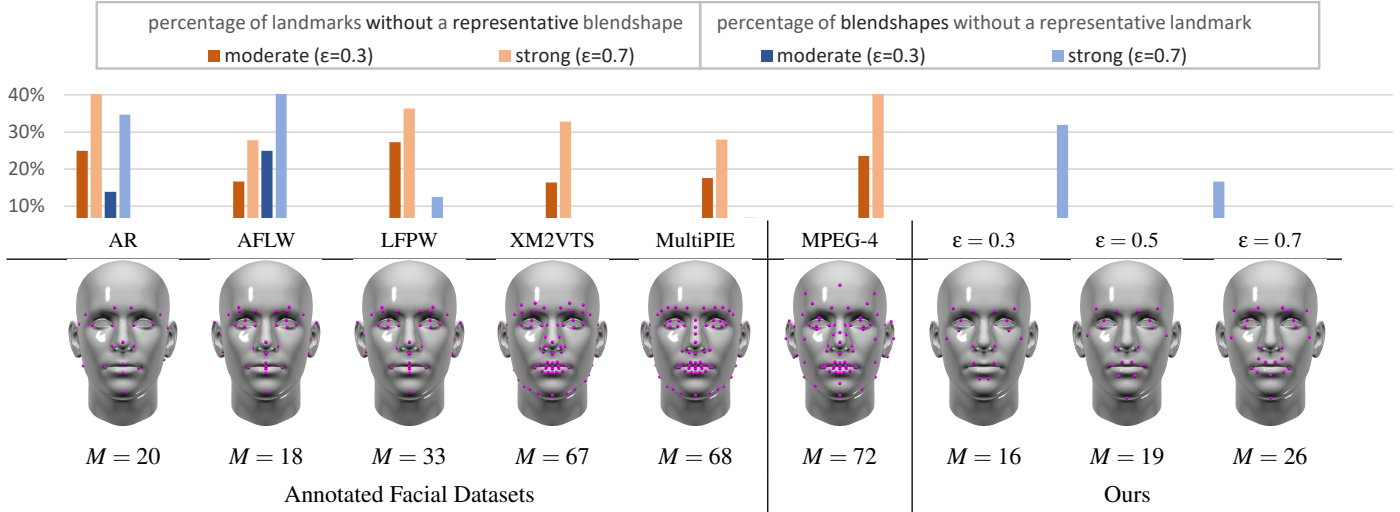 percentage of landmarks without a representative blendshape
percentage of blendshapes without a representative landmark
moderate (ε=0.3) strong (ε=0.7) moderate (ε=0.3) strong (ε=0.7)
40%
30%
20%
10%
AR AFLW LFPW XM2VTS MultiPIE MPEG-4 ε = 0.3 ε = 0.5 ε = 0.7
M = 20 M = 18 M = 33 M = 67 M = 68 M = 72 M = 16 M = 19 M = 26
Annotated Facial Datasets Ours